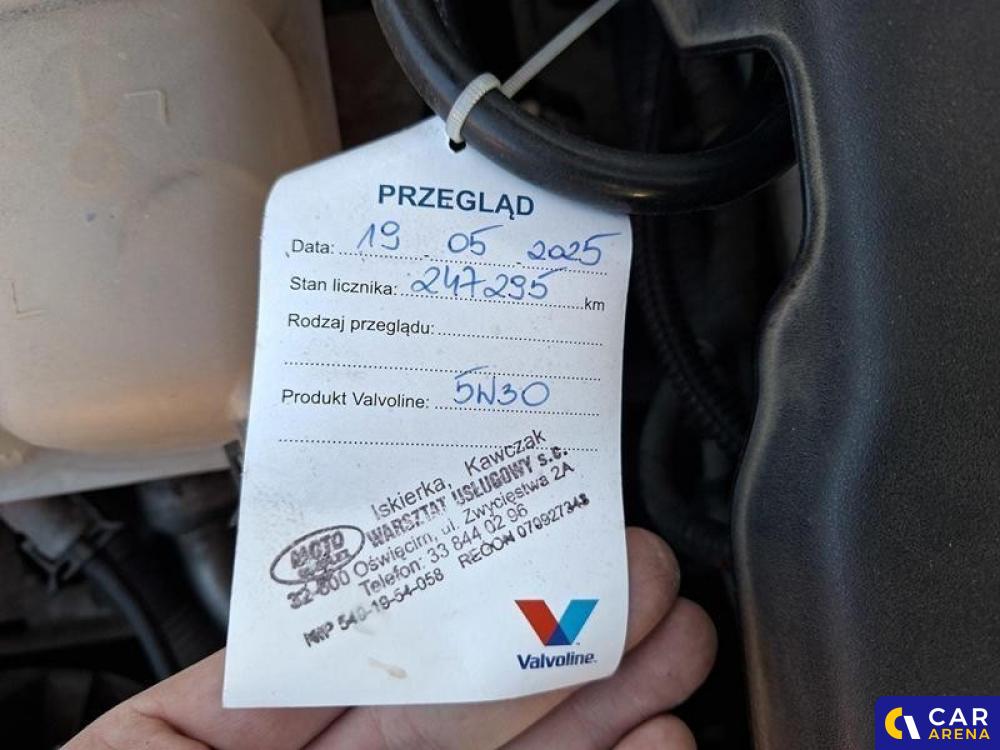 PRZEGLĄD
Data: 19 . 05 . 2025
Stan licznika: 247295 km
Rodzaj przeglądu:
Produkt Valvoline: 5W30
Iskierka, Kawczak
WARSZTAT USŁUGOWY s.c.
MOTO
32-600 Oświęcim, ul. Zwycięstwa 2A
Telefon: 33 844 02 96
NIP 549-19-54-058 REGON 070927348
Valvoline.
CAR
ARENA